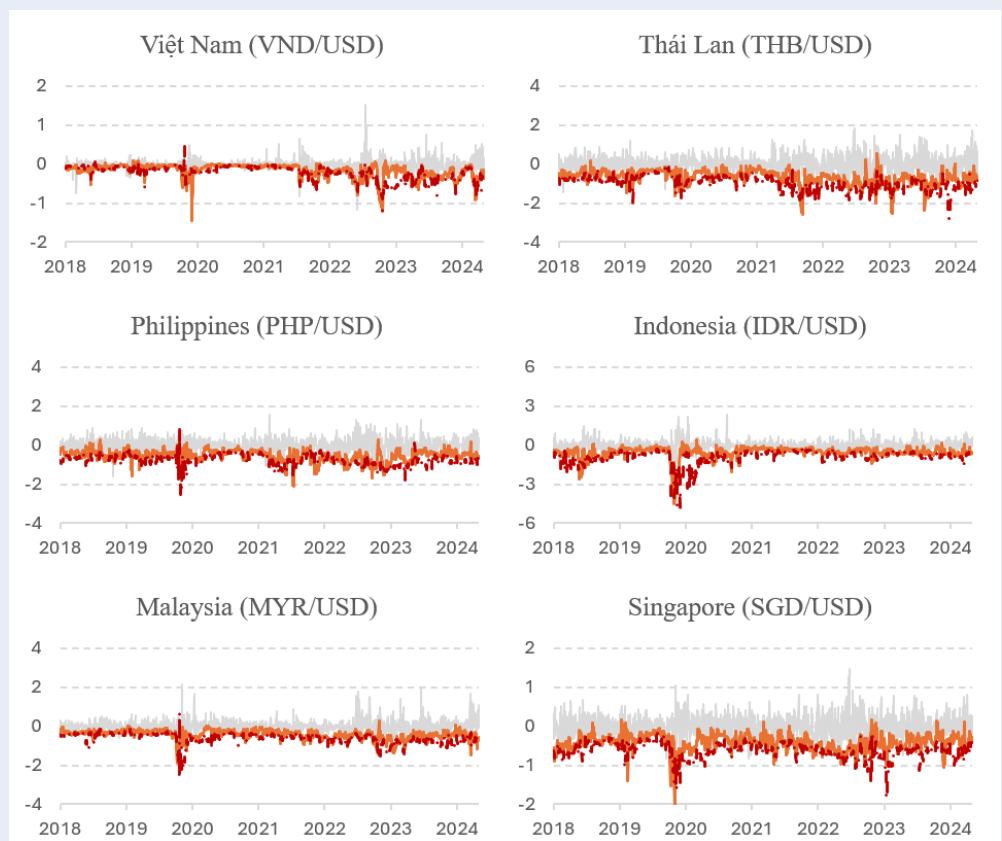 Việt Nam (VND/USD)
2
1
0
-1
-2
2018 2019 2020 2021 2022 2023 2024
Thái Lan (THB/USD)
4
2
0
-2
-4
2018 2019 2020 2021 2022 2023 2024
Philippines (PHP/USD)
4
2
0
-2
-4
2018 2019 2020 2021 2022 2023 2024
Indonesia (IDR/USD)
6
3
0
-3
-6
2018 2019 2020 2021 2022 2023 2024
Malaysia (MYR/USD)
4
2
0
-2
-4
2018 2019 2020 2021 2022 2023 2024
Singapore (SGD/USD)
2
1
0
-1
-2
2018 2019 2020 2021 2022 2023 2024